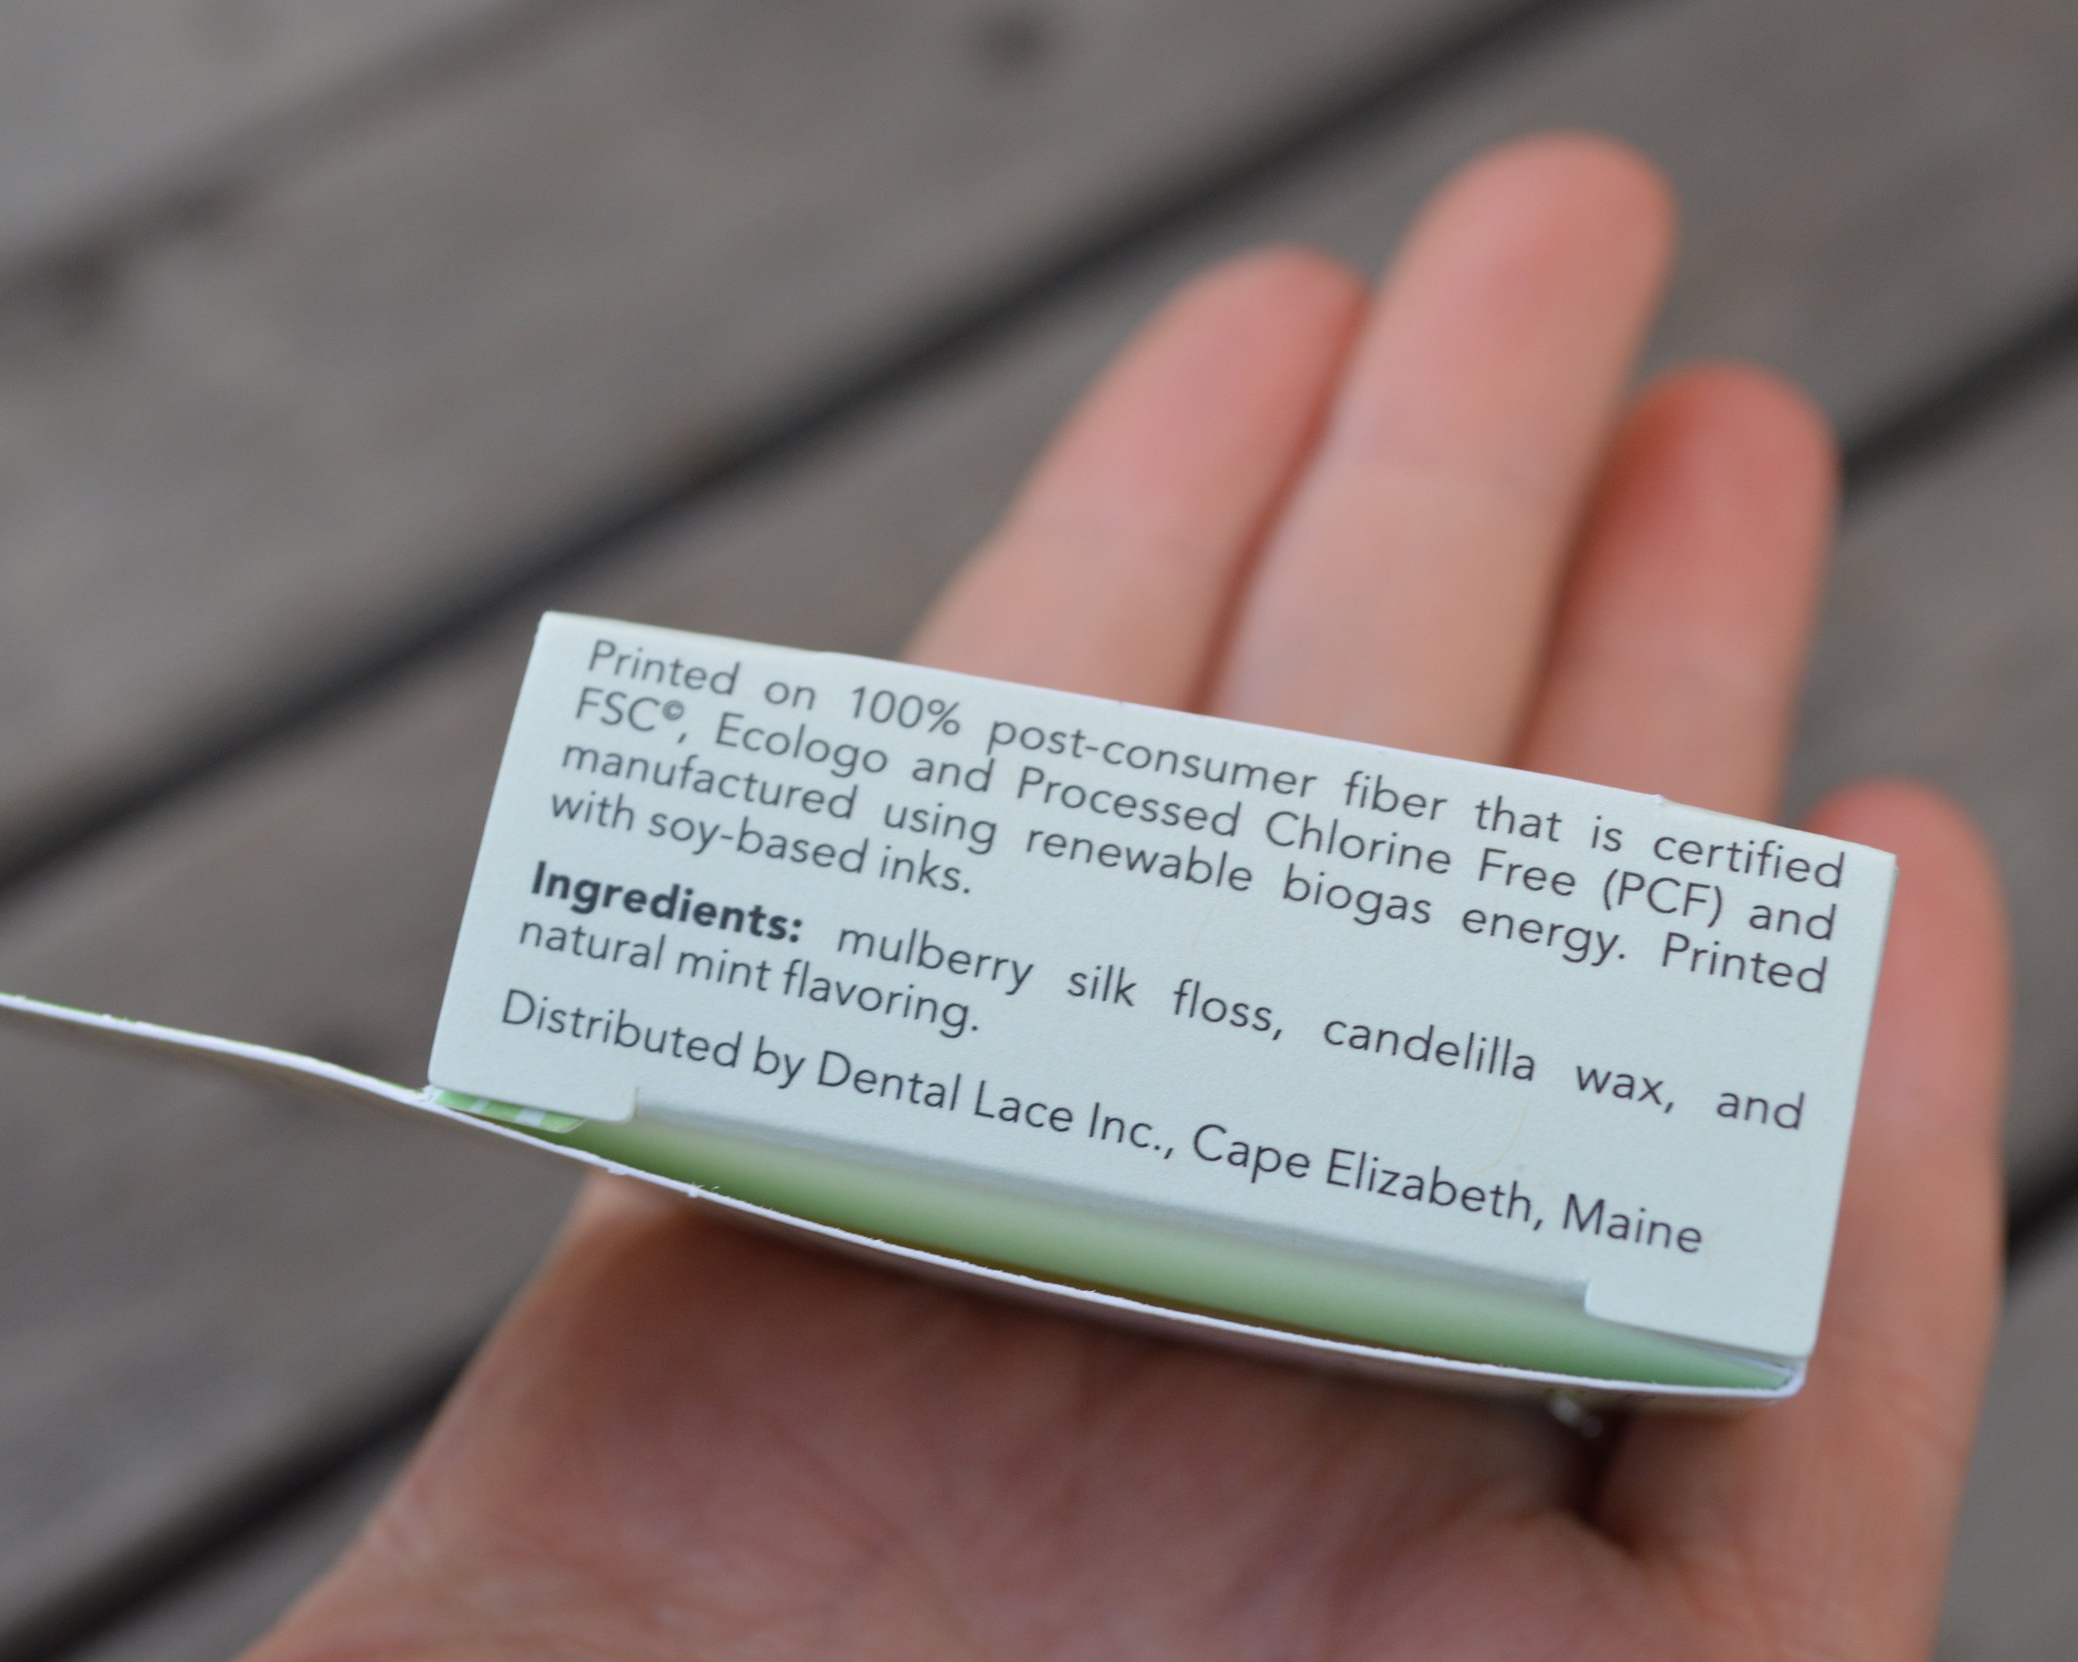 Printed on 100% post-consumer fiber that is certified
FSC©, Ecologo and Processed Chlorine Free (PCF) and
manufactured using renewable biogas energy. Printed
with soy-based inks.
Ingredients: mulberry silk floss, candelilla wax, and
natural mint flavoring.
Distributed by Dental Lace Inc., Cape Elizabeth, Maine